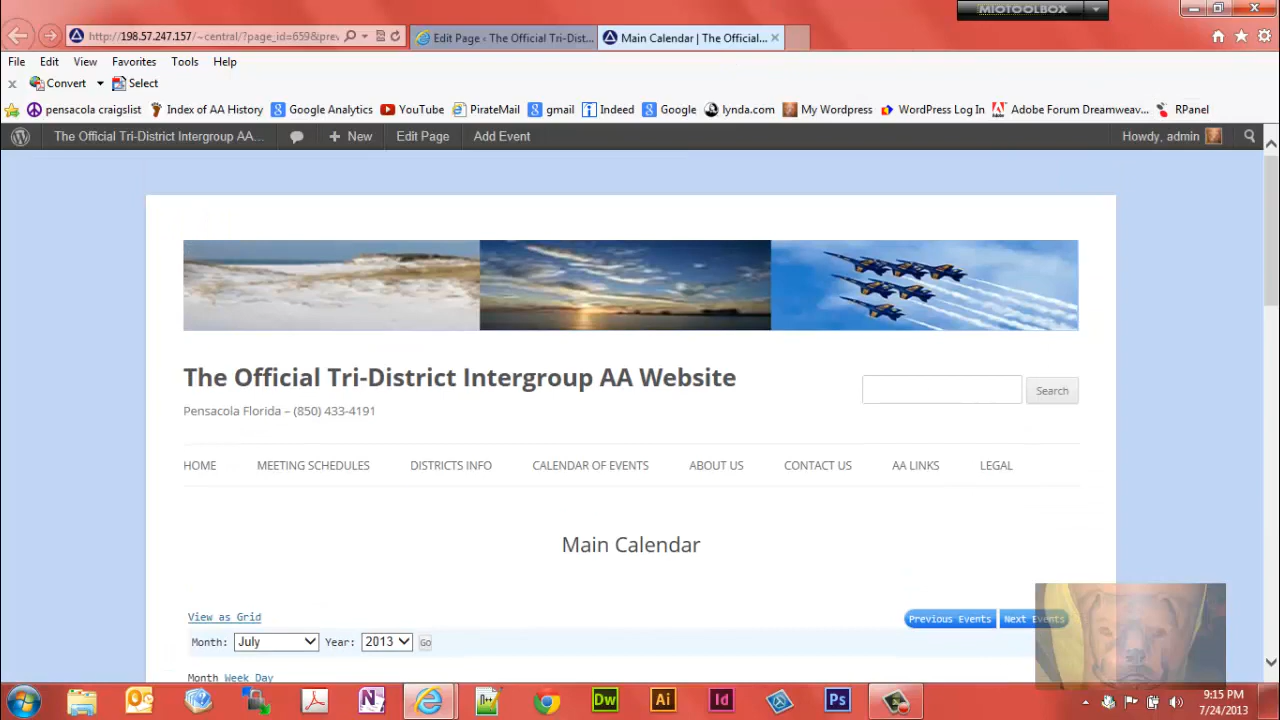 MIOTOOLBOX
http://198.57.247.157/~central/?page_id=659&prev
Edit Page ‹ The Official Tri-Dist...
Main Calendar | The Official...
File Edit View Favorites Tools Help
x Convert Select
pensacola craigslist Index of AA History Google Analytics YouTube PirateMail gmail Indeed Google lynda.com My Wordpress WordPress Log In Adobe Forum Dreamweav... RPanel
The Official Tri-District Intergroup AA... + New Edit Page Add Event Howdy, admin
The Official Tri-District Intergroup AA Website
Search
Pensacola Florida – (850) 433-4191
HOME MEETING SCHEDULES DISTRICTS INFO CALENDAR OF EVENTS ABOUT US CONTACT US AA LINKS LEGAL
Main Calendar
View as Grid Previous Events Next Events
Month: July Year: 2013 Go
Month Week Day
Dw Ai Id Ps
9:15 PM
7/24/2013